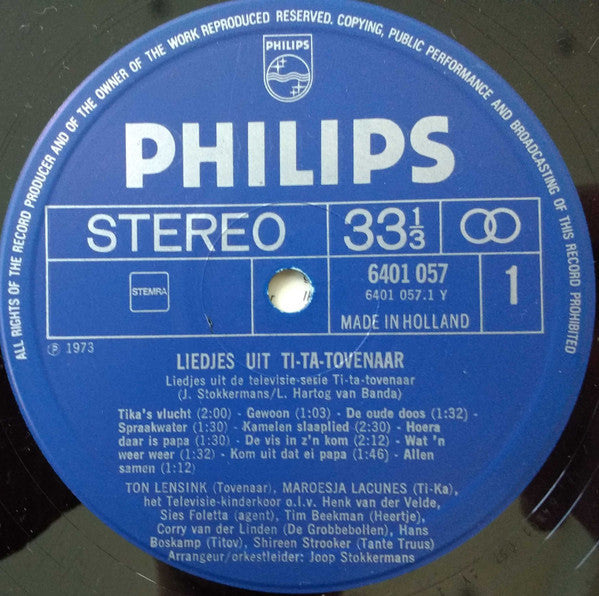 ALL RIGHTS OF THE RECORD PRODUCER AND OF THE OWNER OF THE WORK REPRODUCED RESERVED. COPYING, PUBLIC PERFORMANCE AND BROADCASTING OF THIS RECORD PROHIBITED
PHILIPS
PHILIPS
STEREO
33 1/3
STEMRA
6401 057
6401 057.1 Y
1
MADE IN HOLLAND
Ⓟ 1973
LIEDJES UIT TI-TA-TOVENAAR
Liedjes uit de televisie-serie Ti-ta-tovenaar
(J. Stokkermans/L. Hartog van Banda)
Tika's vlucht (2:00) - Gewoon (1:03) - De oude doos (1:32) -
Spraakwater (1:30) - Kamelen slaaplied (2:30) - Hoera
daar is papa (1:30) - De vis in z'n kom (2:12) - Wat 'n
weer weer (1:32) - Kom uit dat ei papa (1:46) - Allen
samen (1:12)
TON LENSINK (Tovenaar), MAROESJA LACUNES (Ti-Ka),
het Televisie-kinderkoor o.l.v. Henk van der Velde,
Sies Foletta (agent), Tim Beekman (Heertje),
Corry van der Linden (De Grobbebollen), Hans
Boskamp (Titov), Shireen Strooker (Tante Truus)
Arrangeur/orkestleider: Joop Stokkermans